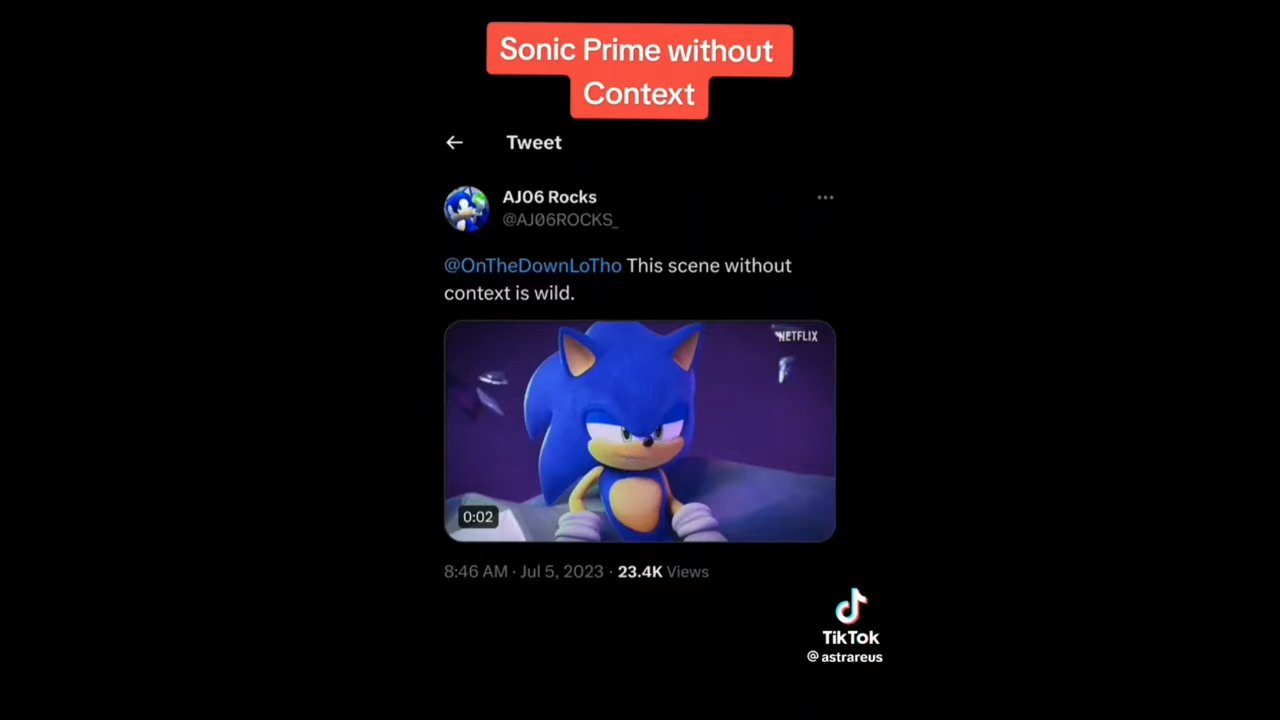 Sonic Prime without
Context
Tweet
AJ06 Rocks
@AJ06ROCKS_
@OnTheDownLoTho This scene without
context is wild.
NETFLIX
0:02
8:46 AM · Jul 5, 2023 · 23.4K Views
TikTok
@astrareus